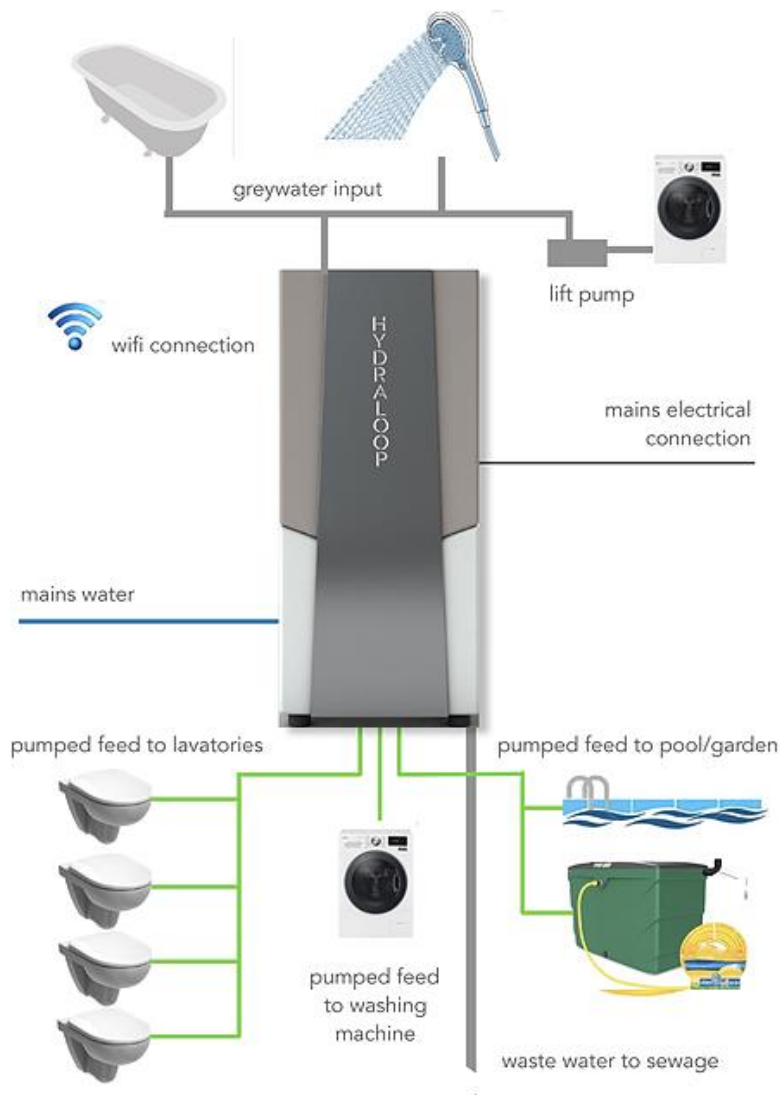 greywater input
lift pump
wifi connection
HYDRALOOP
mains electrical
connection
mains water
pumped feed to lavatories
pumped feed to pool/garden
pumped feed
to washing
machine
waste water to sewage